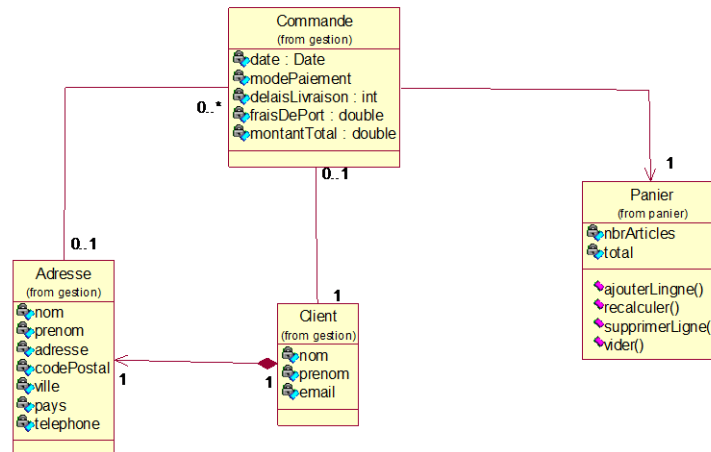 Commande
(from gestion)
date : Date
modePaiement
delaisLivraison : int
fraisDePort : double
montantTotal : double
0..*
0..1
1
Panier
(from panier)
nbrArticles
total
ajouterLingne()
recalculer()
supprimerLigne(
vider()
0..1
Adresse
(from gestion)
nom
prenom
adresse
codePostal
ville
pays
telephone
1
Client
(from gestion)
nom
prenom
email
1
1